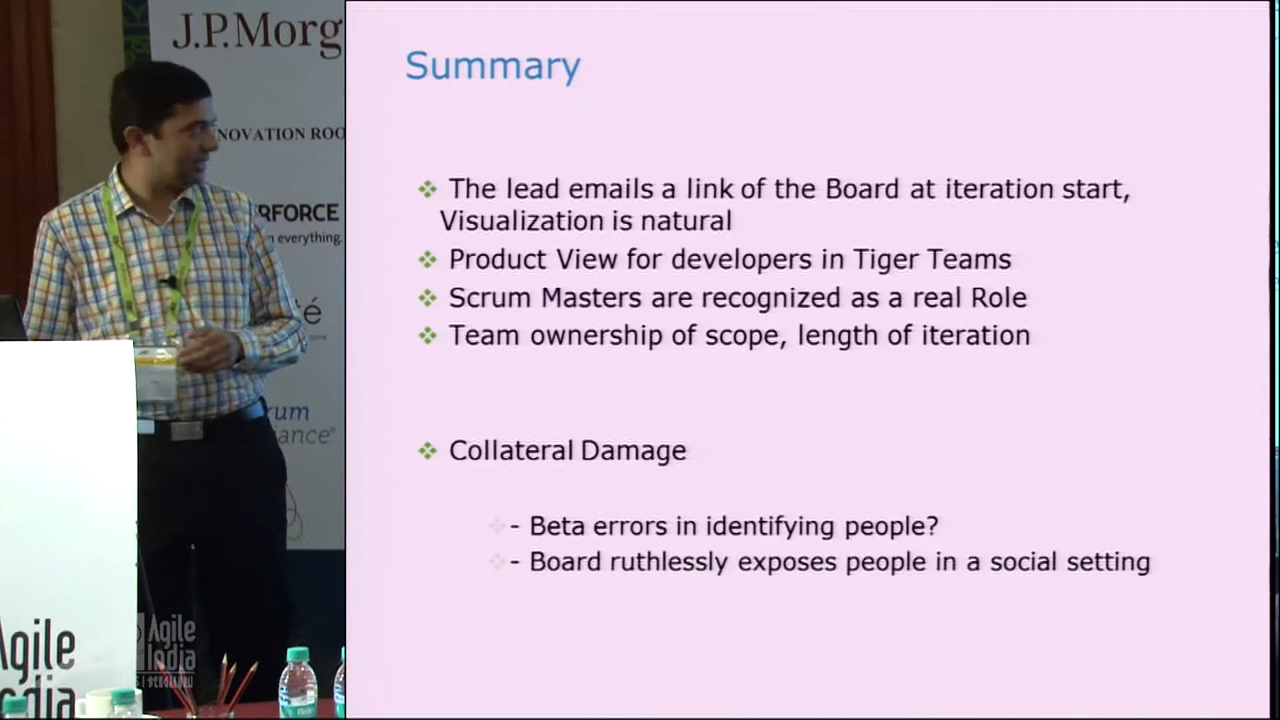 J.P.Morg
NOVATION ROO
RFORCE
everything.
té
rum
iance®
Agile
India
Agile
India
Summary
The lead emails a link of the Board at iteration start,
Visualization is natural
Product View for developers in Tiger Teams
Scrum Masters are recognized as a real Role
Team ownership of scope, length of iteration
Collateral Damage
- Beta errors in identifying people?
- Board ruthlessly exposes people in a social setting